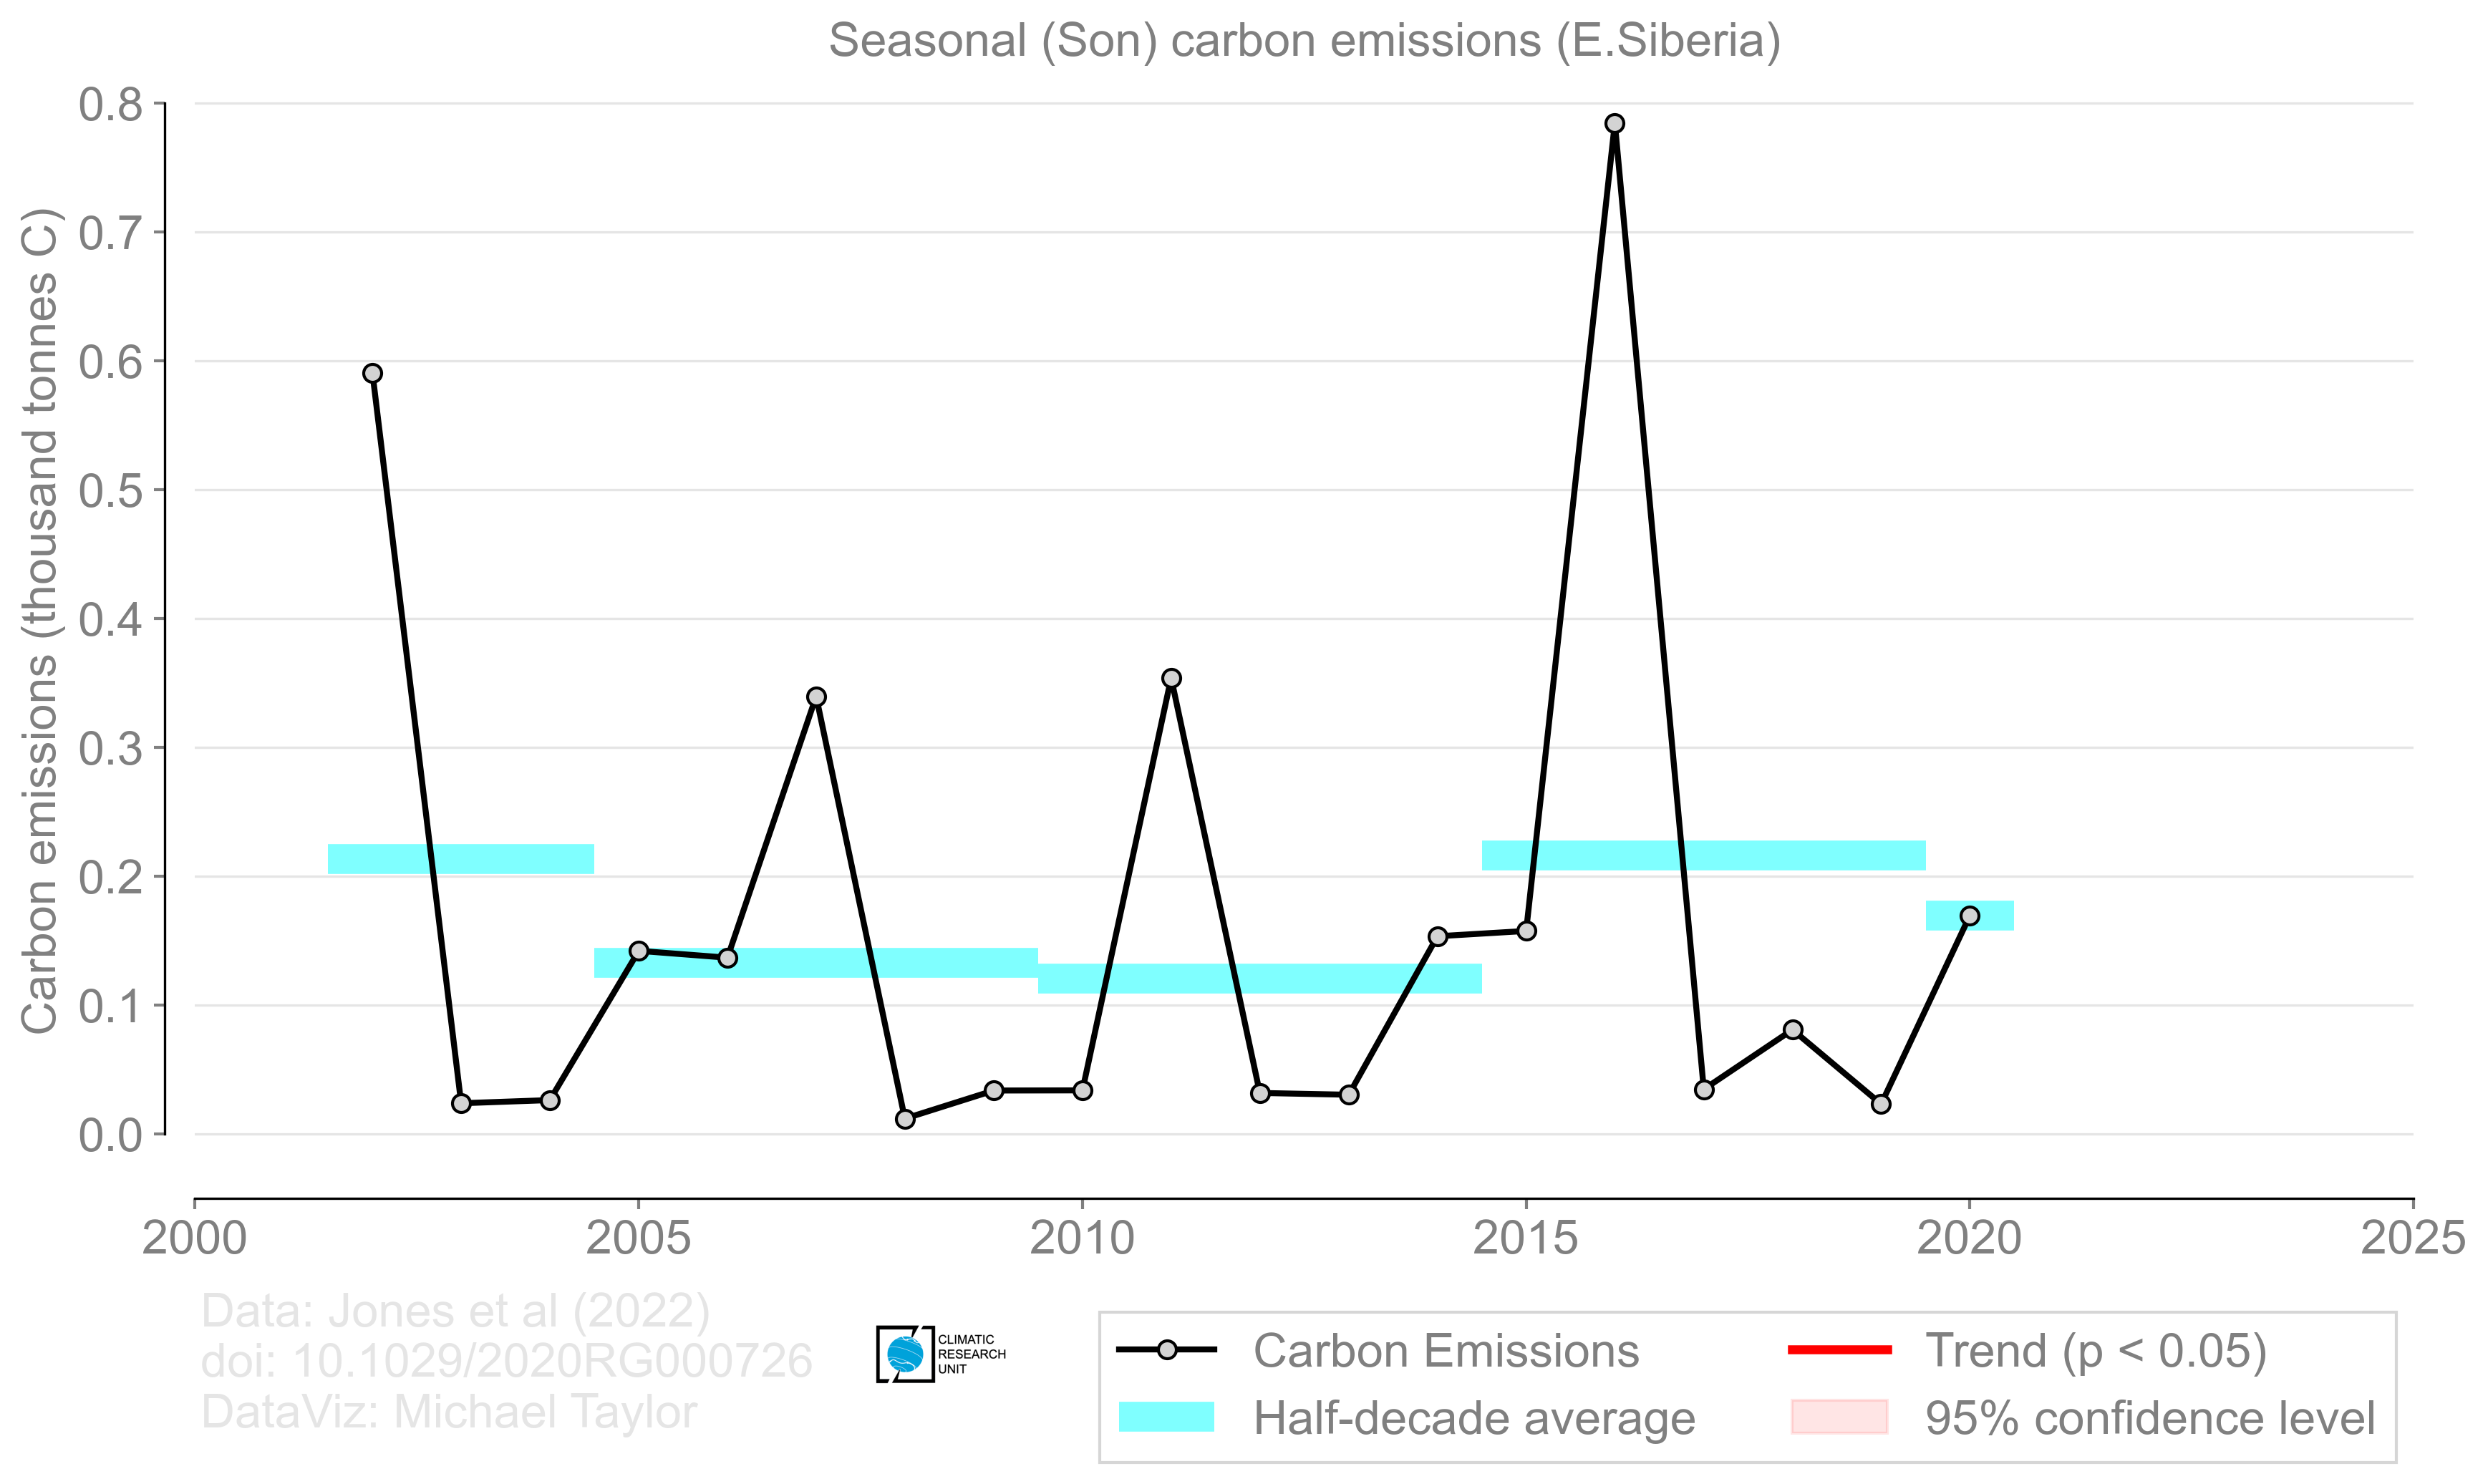 Seasonal (Son) carbon emissions (E.Siberia)
Carbon emissions (thousand tonnes C)
0.8
0.7
0.6
0.5
0.4
0.3
0.2
0.1
0.0
2000 2005 2010 2015 2020 2025
Data: Jones et al (2022)
doi: 10.1029/2020RG000726
DataViz: Michael Taylor
CLIMATIC
RESEARCH
UNIT
Carbon Emissions
Half-decade average
Trend (p < 0.05)
95% confidence level